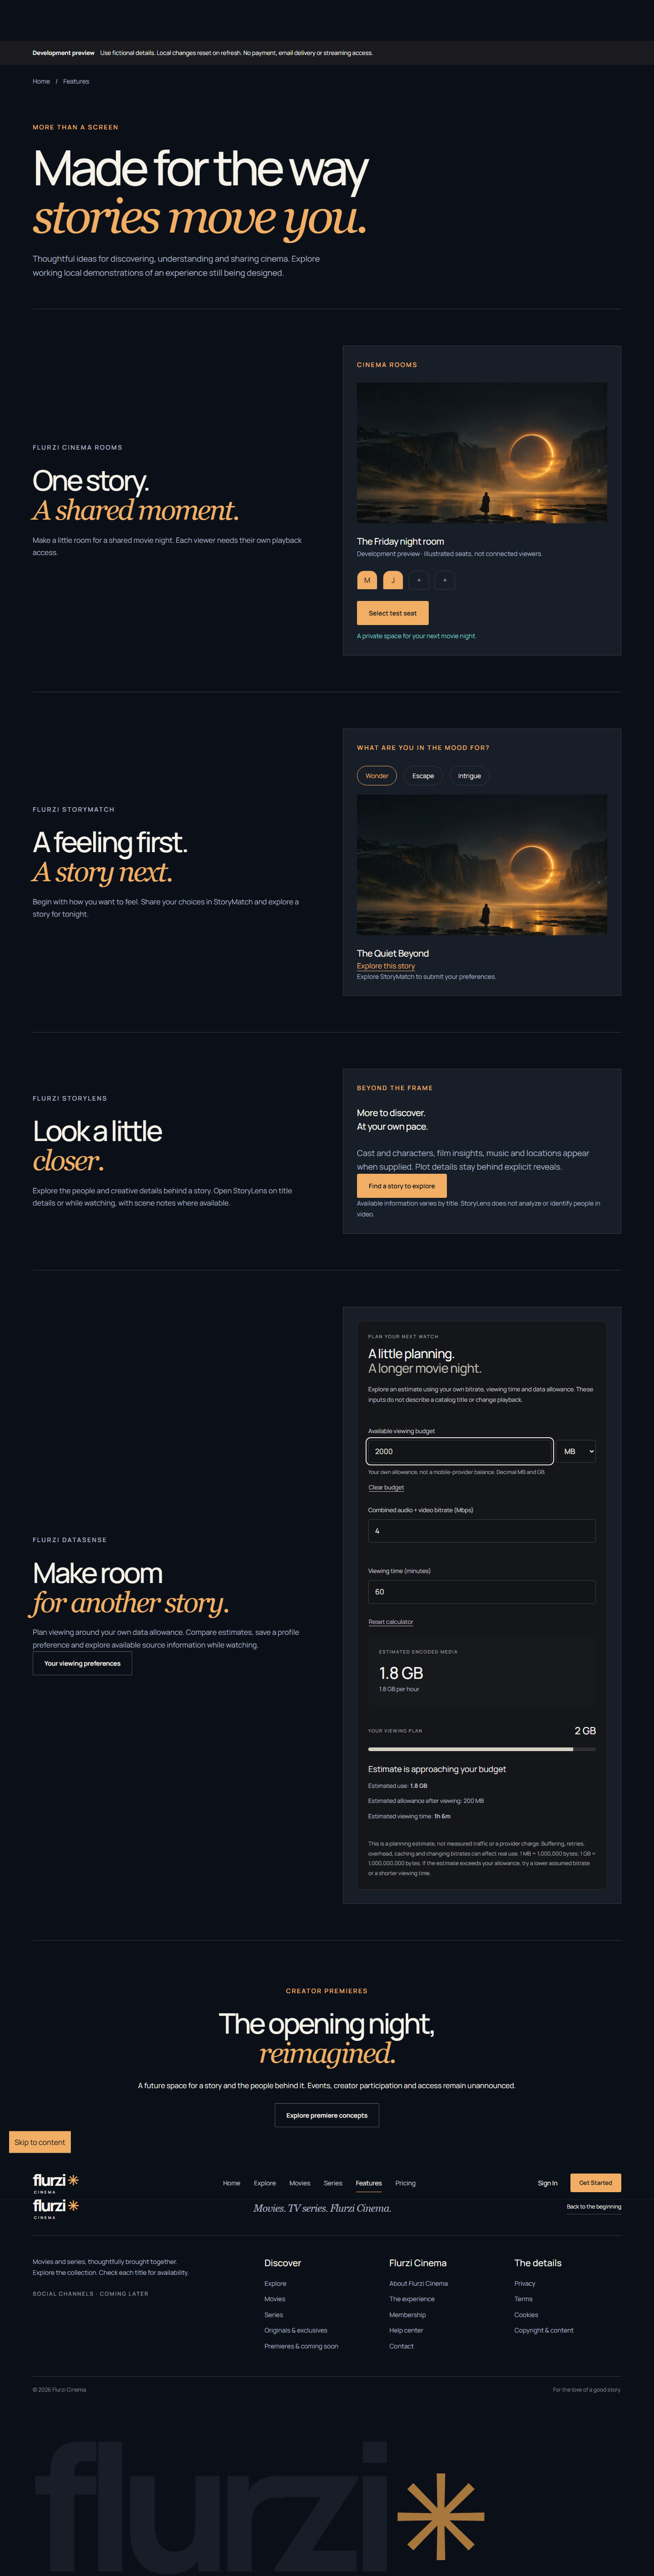 Development preview Use fictional details. Local changes reset on refresh. No payment, email delivery or streaming access.
Home / Features
MORE THAN A SCREEN
Made for the way
stories move you.
Thoughtful ideas for discovering, understanding and sharing cinema. Explore
working local demonstrations of an experience still being designed.
FLURZI CINEMA ROOMS
One story.
A shared moment.
Make a little room for a shared movie night. Each viewer needs their own playback
access.
CINEMA ROOMS
The Friday night room
Development preview · Illustrated seats, not connected viewers.
M J + +
Select test seat
A private space for your next movie night.
FLURZI STORYMATCH
A feeling first.
A story next.
Begin with how you want to feel. Share your choices in StoryMatch and explore a
story for tonight.
WHAT ARE YOU IN THE MOOD FOR?
Wonder Escape Intrigue
The Quiet Beyond
Explore this story
Explore StoryMatch to submit your preferences.
FLURZI STORYLENS
Look a little
closer.
Explore the people and creative details behind a story. Open StoryLens on title
details or while watching, with scene notes where available.
BEYOND THE FRAME
More to discover.
At your own pace.
Cast and characters, film insights, music and locations appear
when supplied. Plot details stay behind explicit reveals.
Find a story to explore
Available information varies by title. StoryLens does not analyze or identify people in
video.
FLURZI DATASENSE
Make room
for another story.
Plan viewing around your own data allowance. Compare estimates, save a profile
preference and explore available source information while watching.
Your viewing preferences
PLAN YOUR NEXT WATCH
A little planning.
A longer movie night.
Explore an estimate using your own bitrate, viewing time and data allowance. These
inputs do not describe a catalog title or change playback.
Available viewing budget
2000 MB
Your own allowance, not a mobile-provider balance. Decimal MB and GB.
Clear budget
Combined audio + video bitrate (Mbps)
4
Viewing time (minutes)
60
Reset calculator
ESTIMATED ENCODED MEDIA
1.8 GB
1.8 GB per hour
YOUR VIEWING PLAN 2 GB
Estimate is approaching your budget
Estimated use: 1.8 GB
Estimated allowance after viewing: 200 MB
Estimated viewing time: 1h 6m
This is a planning estimate, not measured traffic or a provider charge. Buffering, retries,
overhead, caching and changing bitrates can affect real use. 1 MB = 1,000,000 bytes; 1 GB =
1,000,000,000 bytes. If the estimate exceeds your allowance, try a lower assumed bitrate
or a shorter viewing time.
CREATOR PREMIERES
The opening night,
reimagined.
A future space for a story and the people behind it. Events, creator participation and access remain unannounced.
Explore premiere concepts
Skip to content
flurzi
CINEMA
Home Explore Movies Series Features Pricing Sign In Get Started
flurzi
CINEMA
Movies. TV series. Flurzi Cinema.
Back to the beginning
Movies and series, thoughtfully brought together.
Explore the collection. Check each title for availability.
SOCIAL CHANNELS · COMING LATER
Discover
Explore
Movies
Series
Originals & exclusives
Premieres & coming soon
Flurzi Cinema
About Flurzi Cinema
The experience
Membership
Help center
Contact
The details
Privacy
Terms
Cookies
Copyright & content
© 2026 Flurzi Cinema.
For the love of a good story.
flurzi